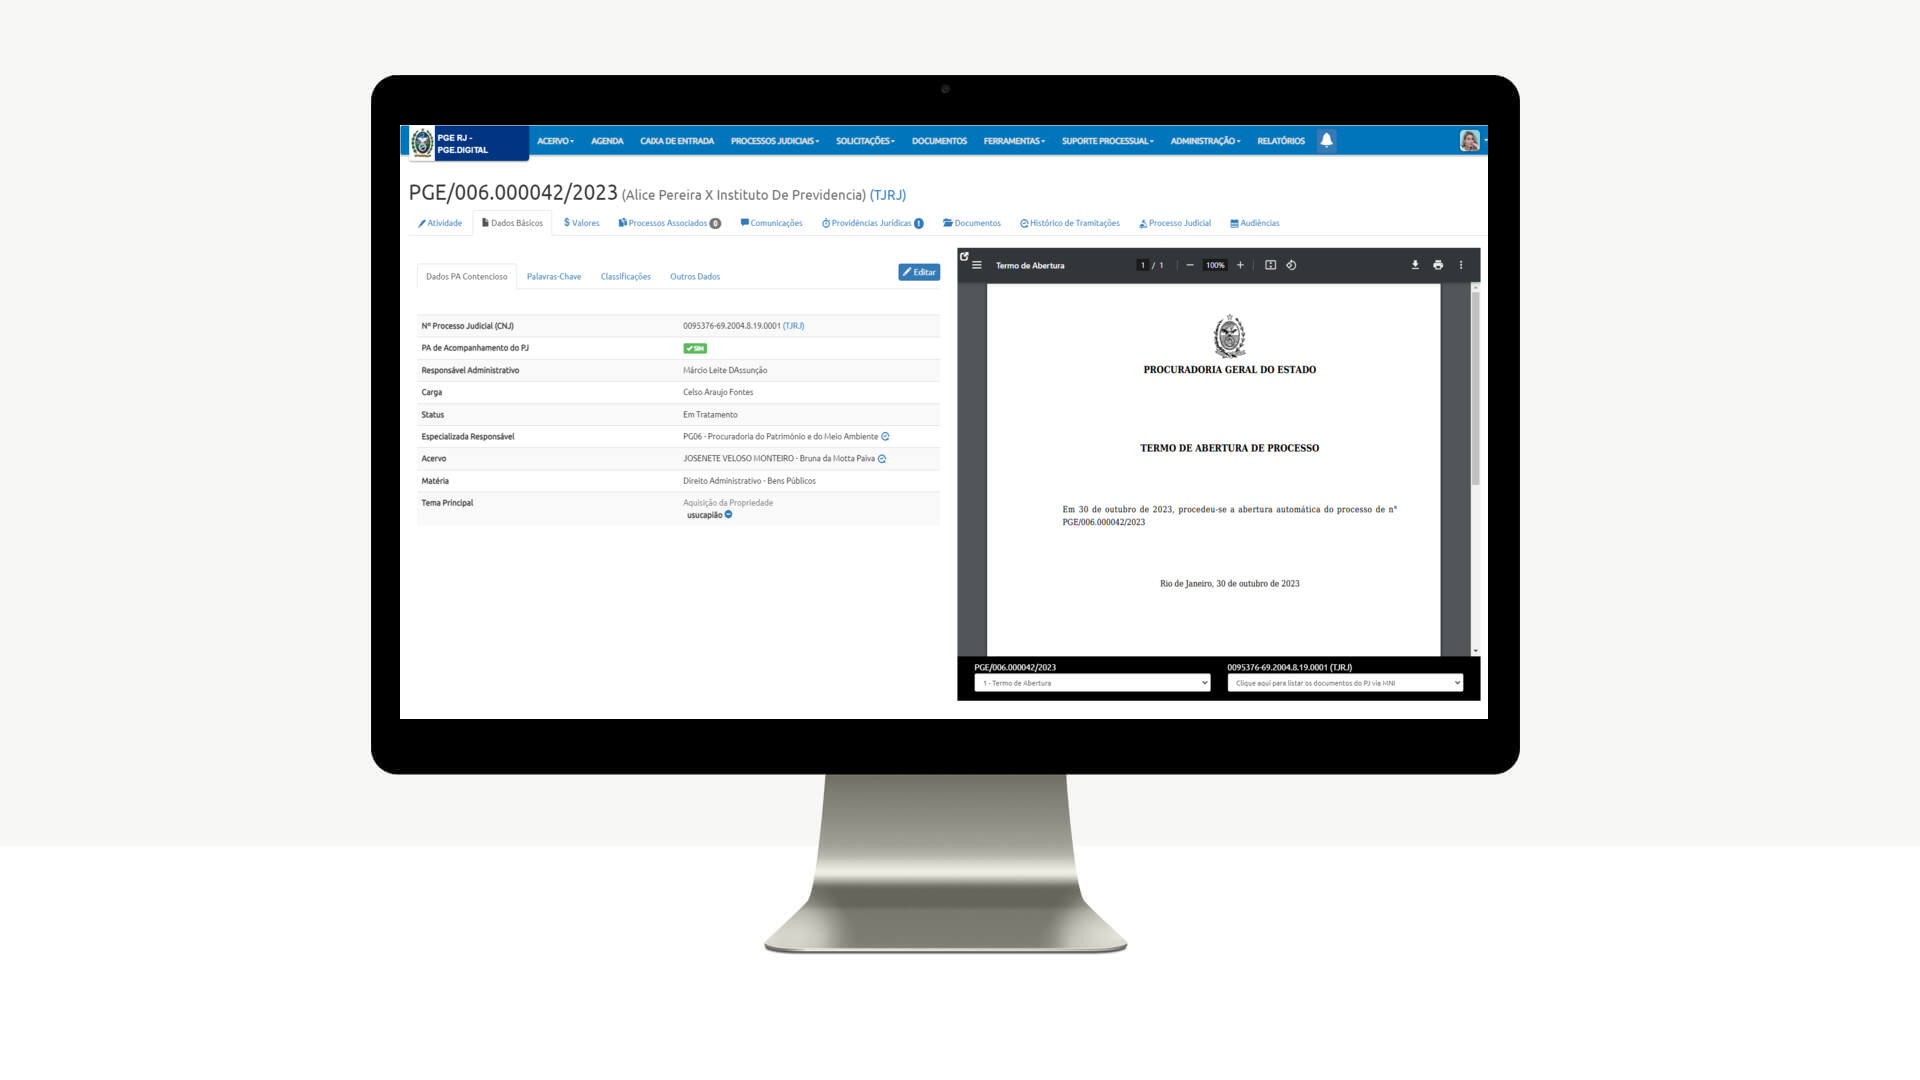 PGE RJ -
PGE.DIGITAL
ACERVO AGENDA CAIXA DE ENTRADA PROCESSOS JUDICIAIS SOLICITAÇÕES DOCUMENTOS FERRAMENTAS SUPORTE PROCESSUAL ADMINISTRAÇÃO RELATÓRIOS
PGE/006.000042/2023 (Alice Pereira X Instituto De Previdencia) (TJRJ)
Atividade Dados Básicos Valores Processos Associados 0 Comunicações Providências Jurídicas 1 Documentos Histórico de Tramitações Processo Judicial Audiências
Dados PA Contencioso Palavras-Chave Classificações Outros Dados Editar
Nº Processo Judicial (CNJ) 0095376-69.2004.8.19.0001 (TJRJ)
PA de Acompanhamento do PJ SIM
Responsável Administrativo Márcio Leite DAssunção
Carga Celso Araujo Fontes
Status Em Tratamento
Especializada Responsável PG06 - Procuradoria do Patrimônio e do Meio Ambiente
Acervo JOSENETE VELOSO MONTEIRO - Bruna da Motta Paiva
Matéria Direito Administrativo - Bens Públicos
Tema Principal Aquisição da Propriedade
usucapião
Termo de Abertura 1 / 1 100%
PROCURADORIA GERAL DO ESTADO
TERMO DE ABERTURA DE PROCESSO
Em 30 de outubro de 2023, procedeu-se a abertura automática do processo de n°
PGE/006.000042/2023
Rio de Janeiro, 30 de outubro de 2023
PGE/006.000042/2023 0095376-69.2004.8.19.0001 (TJRJ)
1 - Termo de Abertura Clique aqui para listar os documentos do PJ via MNI